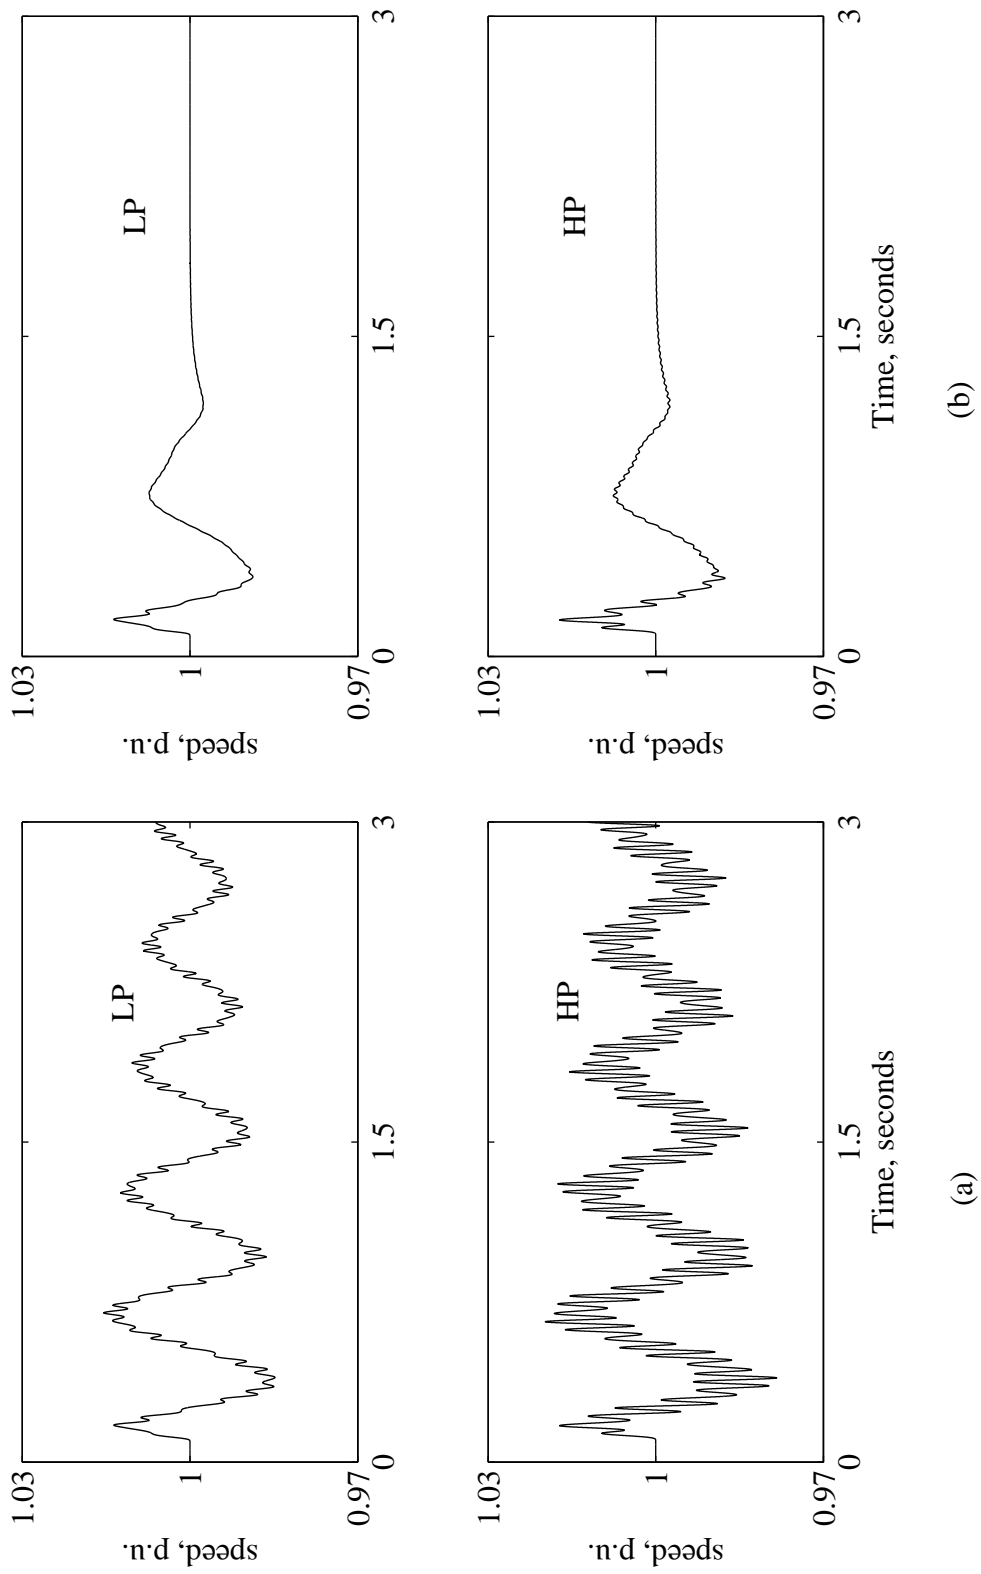 1.03
1
0.97
speed, p.u.
LP
0
1.5
3
1.03
1
0.97
speed, p.u.
HP
0
1.5
3
Time, seconds
(a)
1.03
1
0.97
speed, p.u.
LP
0
1.5
3
1.03
1
0.97
speed, p.u.
HP
0
1.5
3
Time, seconds
(b)